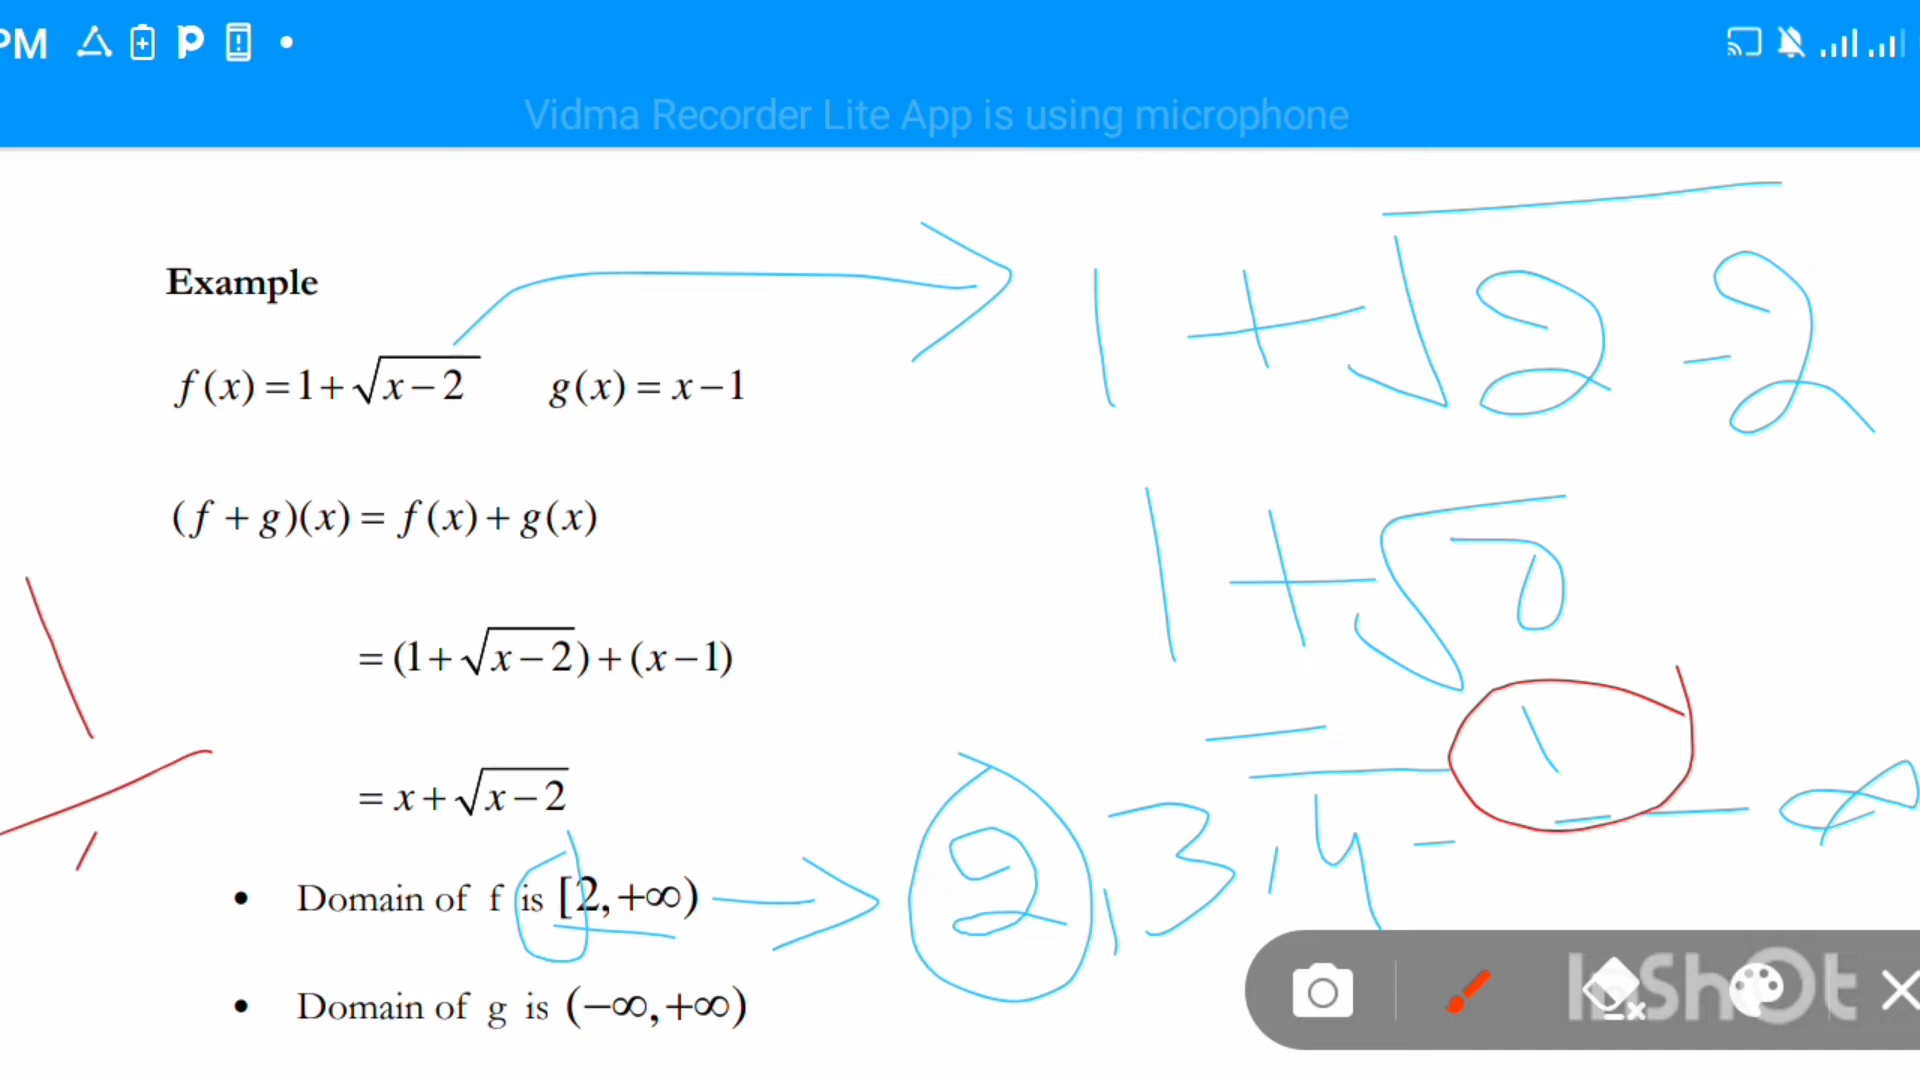 PM
Vidma Recorder Lite App is using microphone
Example
f(x) = 1 + √(x − 2) g(x) = x − 1
(f + g)(x) = f(x) + g(x)
= (1 + √(x − 2)) + (x − 1)
= x + √(x − 2)
• Domain of f is [2, +∞)
• Domain of g is (−∞, +∞)
1 + √2 - 2
1 + √0
= 1
2, 3, 4 - - - ∞
InShOt